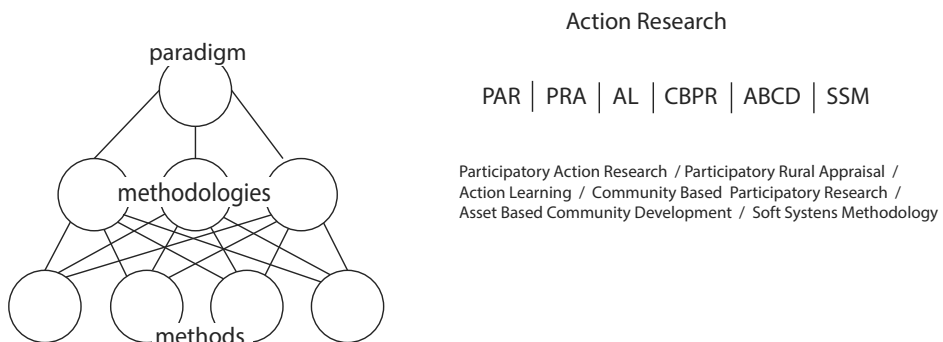 Action Research
paradigm
PAR | PRA | AL | CBPR | ABCD | SSM
methodologies
Participatory Action Research / Participatory Rural Appraisal /
Action Learning / Community Based Participatory Research /
Asset Based Community Development / Soft Systens Methodology
methods